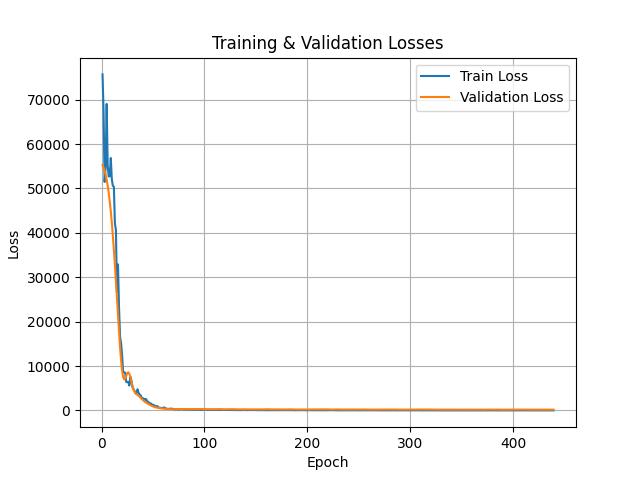 Training & Validation Losses
Train Loss
Validation Loss
70000
60000
50000
40000
30000
20000
10000
0
Loss
0 100 200 300 400
Epoch